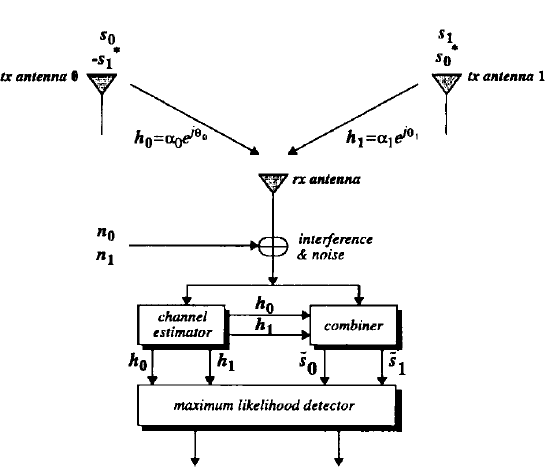 s0 s1
-s1* s0*
tx antenna 0 tx antenna 1
h0=α0e^jθ0 h1=α1e^jθ1
rx antenna
n0
n1
interference
& noise
channel
estimator
h0
h1
combiner
h0 h1 s̃0 s̃1
maximum likelihood detector